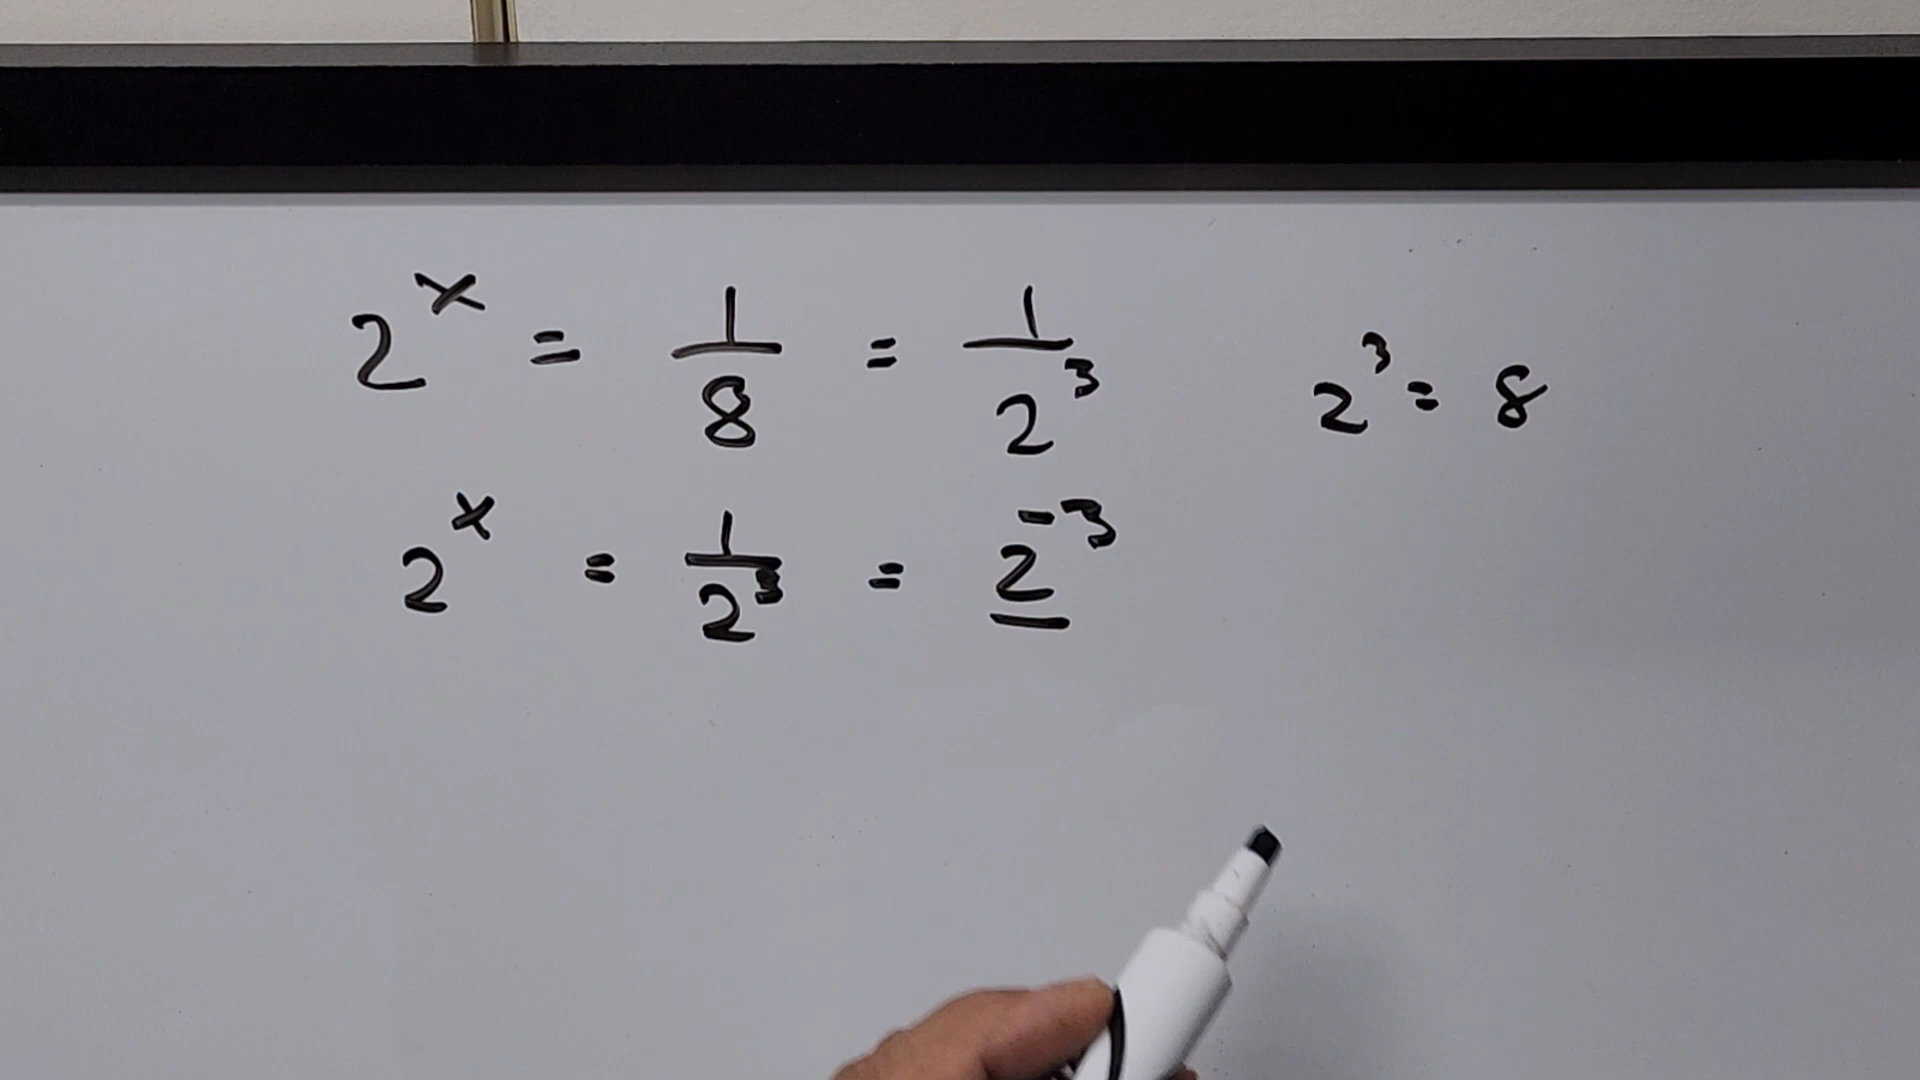 2^x = 1/8 = 1/2^3    2^3 = 8
2^x = 1/2^3 = 2^-3